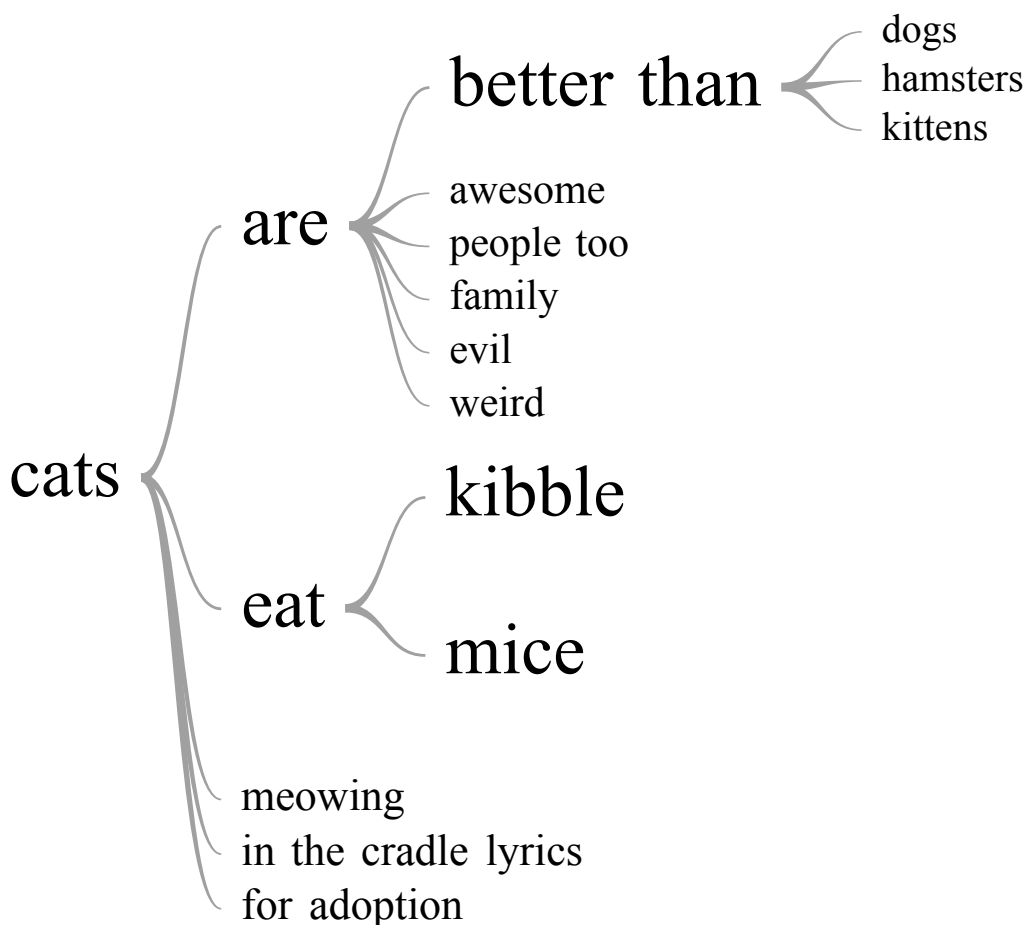 cats
are
better than
dogs
hamsters
kittens
awesome
people too
family
evil
weird
eat
kibble
mice
meowing
in the cradle lyrics
for adoption